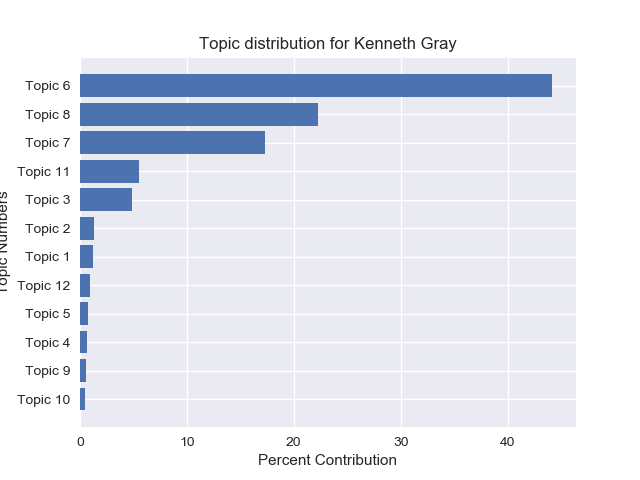 Topic distribution for Kenneth Gray
Topic 6
Topic 8
Topic 7
Topic 11
Topic 3
Topic 2
Topic 1
Topic 12
Topic 5
Topic 4
Topic 9
Topic 10
Topic Numbers
0 10 20 30 40
Percent Contribution